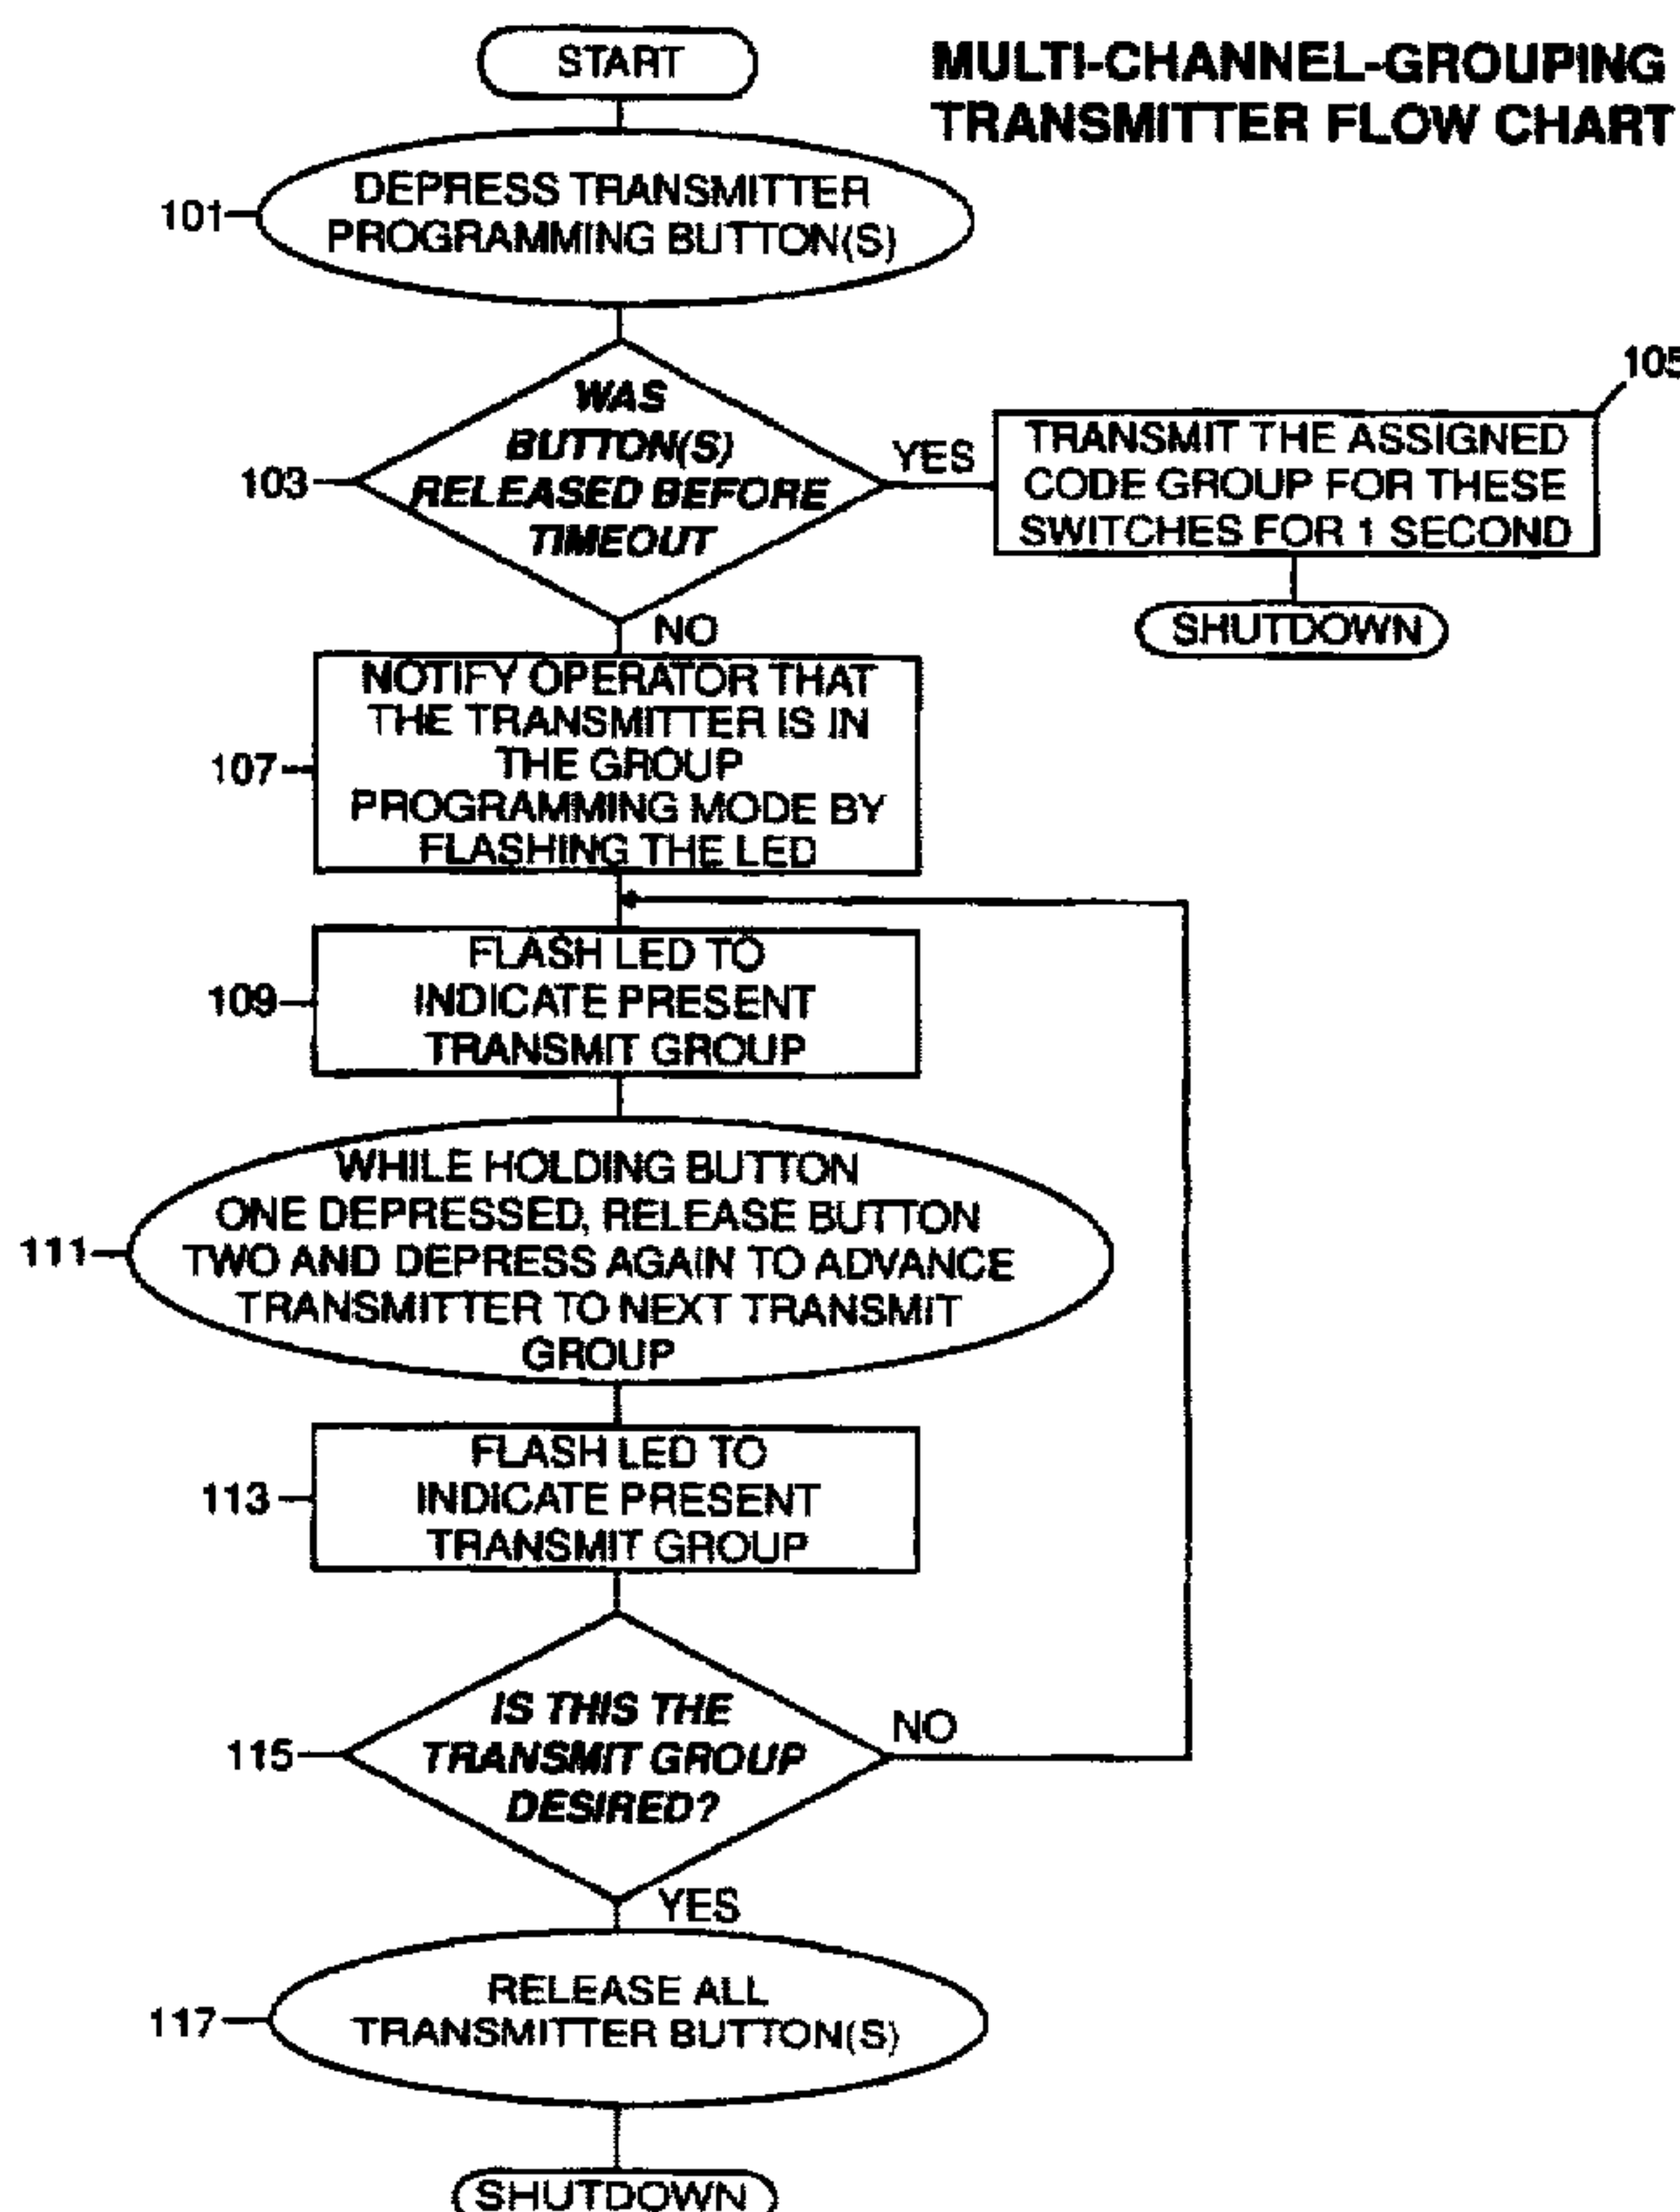 START
MULTI-CHANNEL-GROUPING
TRANSMITTER FLOW CHART
101
DEPRESS TRANSMITTER
PROGRAMMING BUTTON(S)
103
WAS
BUTTON(S)
RELEASED BEFORE
TIMEOUT
YES
105
TRANSMIT THE ASSIGNED
CODE GROUP FOR THESE
SWITCHES FOR 1 SECOND
SHUTDOWN
NO
107
NOTIFY OPERATOR THAT
THE TRANSMITTER IS IN
THE GROUP
PROGRAMMING MODE BY
FLASHING THE LED
109
FLASH LED TO
INDICATE PRESENT
TRANSMIT GROUP
111
WHILE HOLDING BUTTON
ONE DEPRESSED, RELEASE BUTTON
TWO AND DEPRESS AGAIN TO ADVANCE
TRANSMITTER TO NEXT TRANSMIT
GROUP
113
FLASH LED TO
INDICATE PRESENT
TRANSMIT GROUP
115
IS THIS THE
TRANSMIT GROUP
DESIRED?
NO
YES
117
RELEASE ALL
TRANSMITTER BUTTON(S)
SHUTDOWN